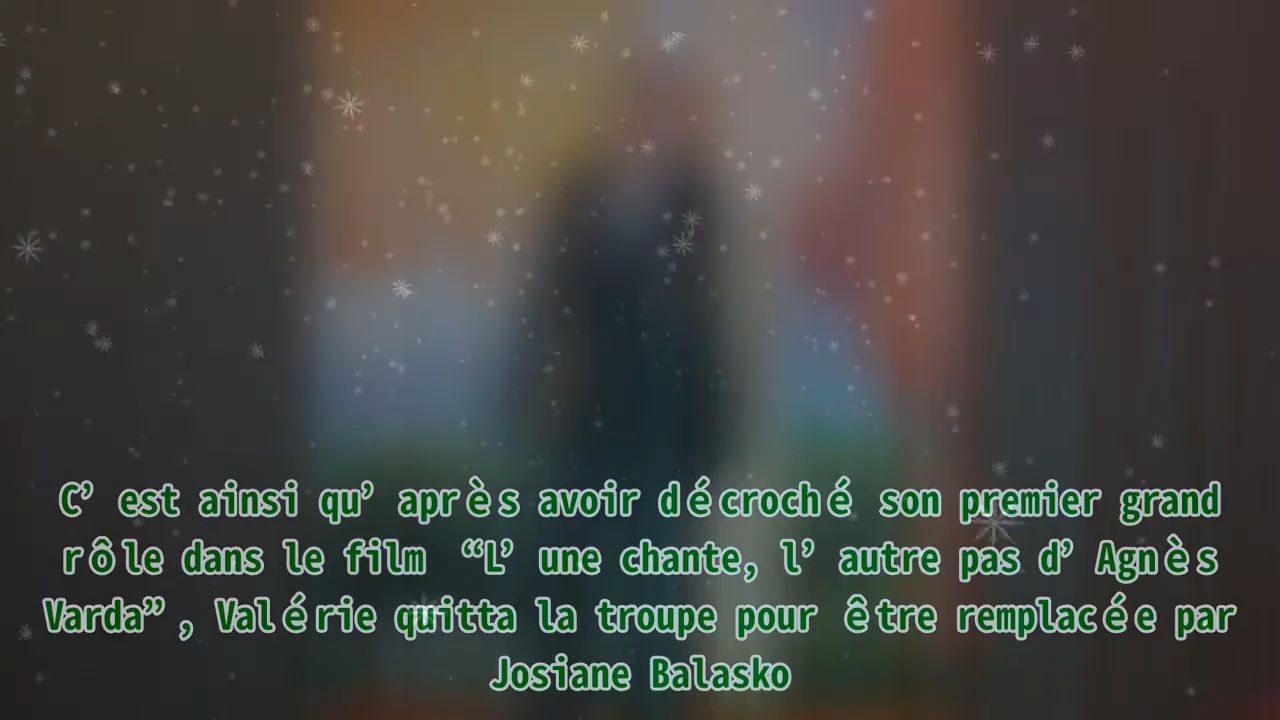 C’ est ainsi qu’ après avoir décroché son premier grand
rôle dans le film “L’ une chante, l’ autre pas d’ Agnès
Varda”, Valérie quitta la troupe pour être remplacée par
Josiane Balasko